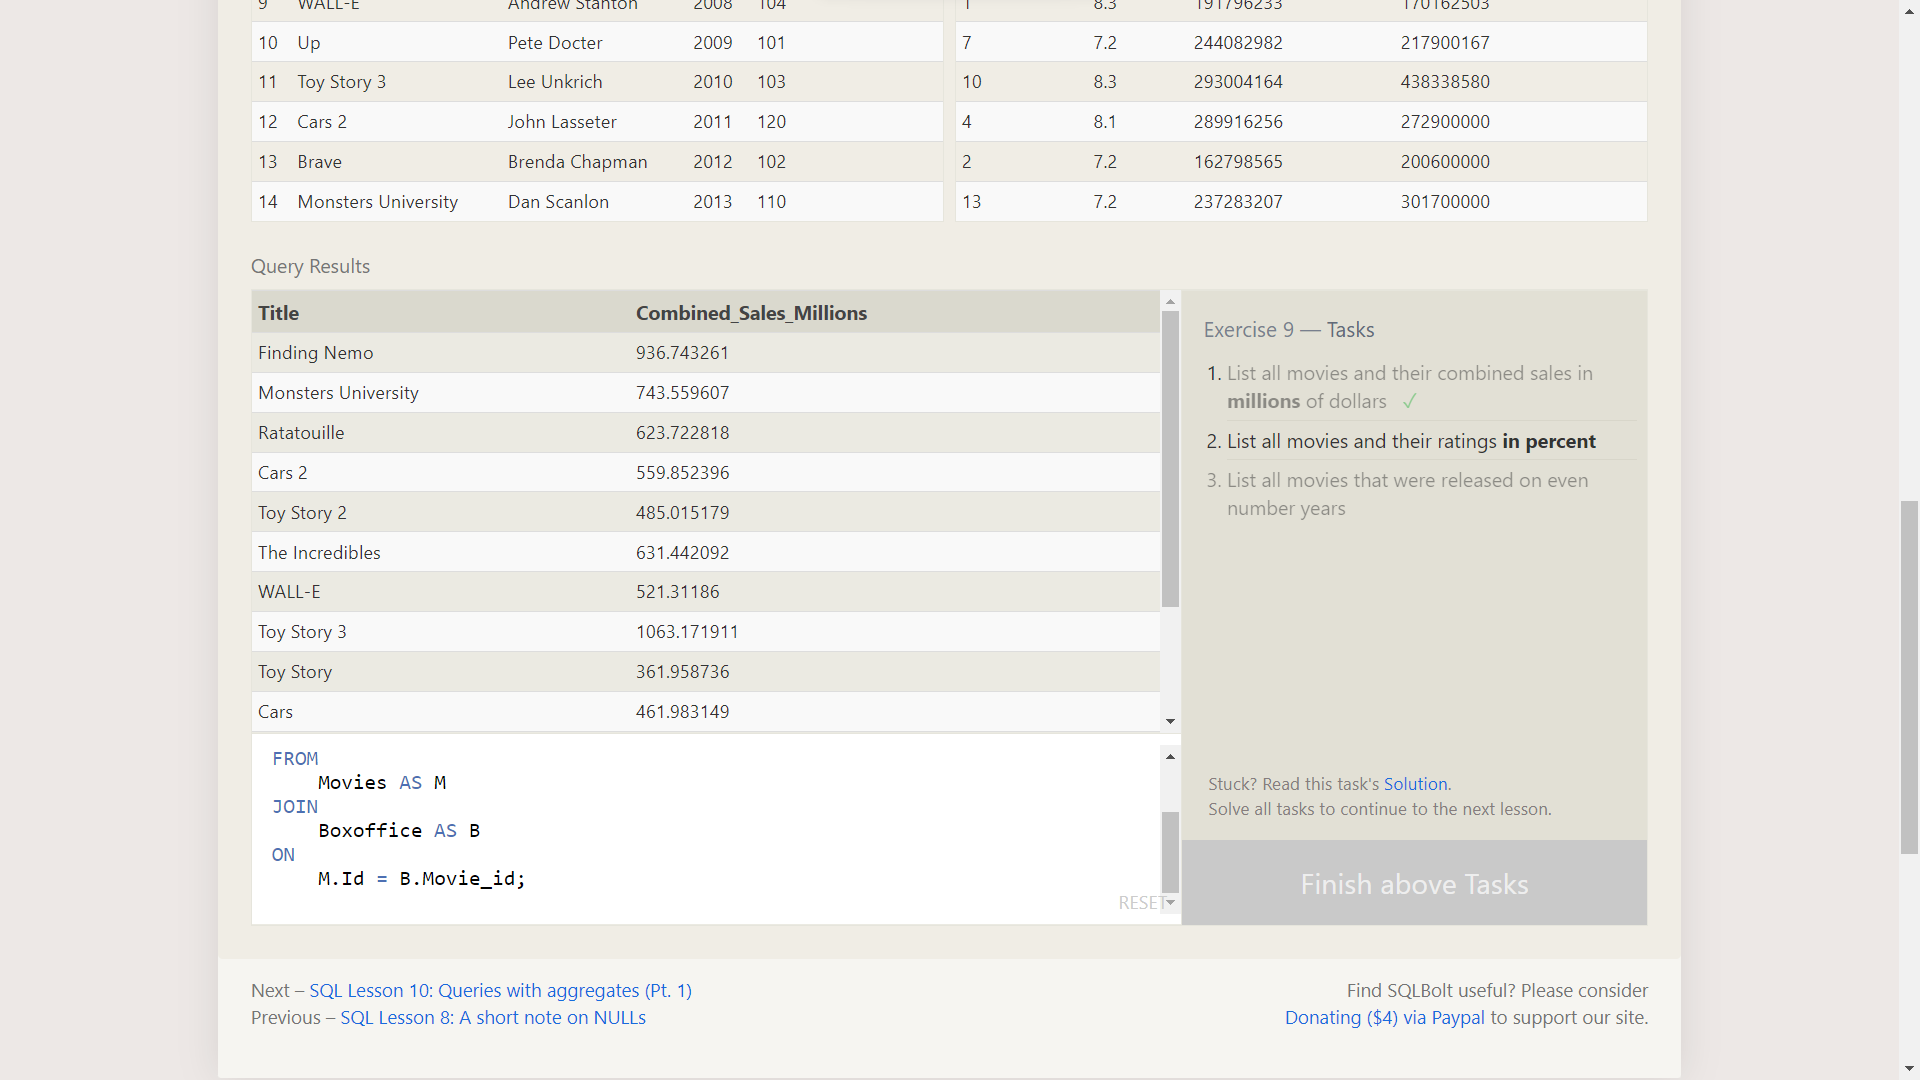 9 WALL-E Andrew Stanton 2008 104
1 8.3 191796233 170162503
10 Up Pete Docter 2009 101
7 7.2 244082982 217900167
11 Toy Story 3 Lee Unkrich 2010 103
10 8.3 293004164 438338580
12 Cars 2 John Lasseter 2011 120
4 8.1 289916256 272900000
13 Brave Brenda Chapman 2012 102
2 7.2 162798565 200600000
14 Monsters University Dan Scanlon 2013 110
13 7.2 237283207 301700000
Query Results
Title Combined_Sales_Millions
Finding Nemo 936.743261
Monsters University 743.559607
Ratatouille 623.722818
Cars 2 559.852396
Toy Story 2 485.015179
The Incredibles 631.442092
WALL-E 521.31186
Toy Story 3 1063.171911
Toy Story 361.958736
Cars 461.983149
FROM
Movies AS M
JOIN
Boxoffice AS B
ON
M.Id = B.Movie_id;
RESET
Exercise 9 — Tasks
1. List all movies and their combined sales in
millions of dollars ✓
2. List all movies and their ratings in percent
3. List all movies that were released on even
number years
Stuck? Read this task's Solution.
Solve all tasks to continue to the next lesson.
Finish above Tasks
Next – SQL Lesson 10: Queries with aggregates (Pt. 1)
Previous – SQL Lesson 8: A short note on NULLs
Find SQLBolt useful? Please consider
Donating ($4) via Paypal to support our site.